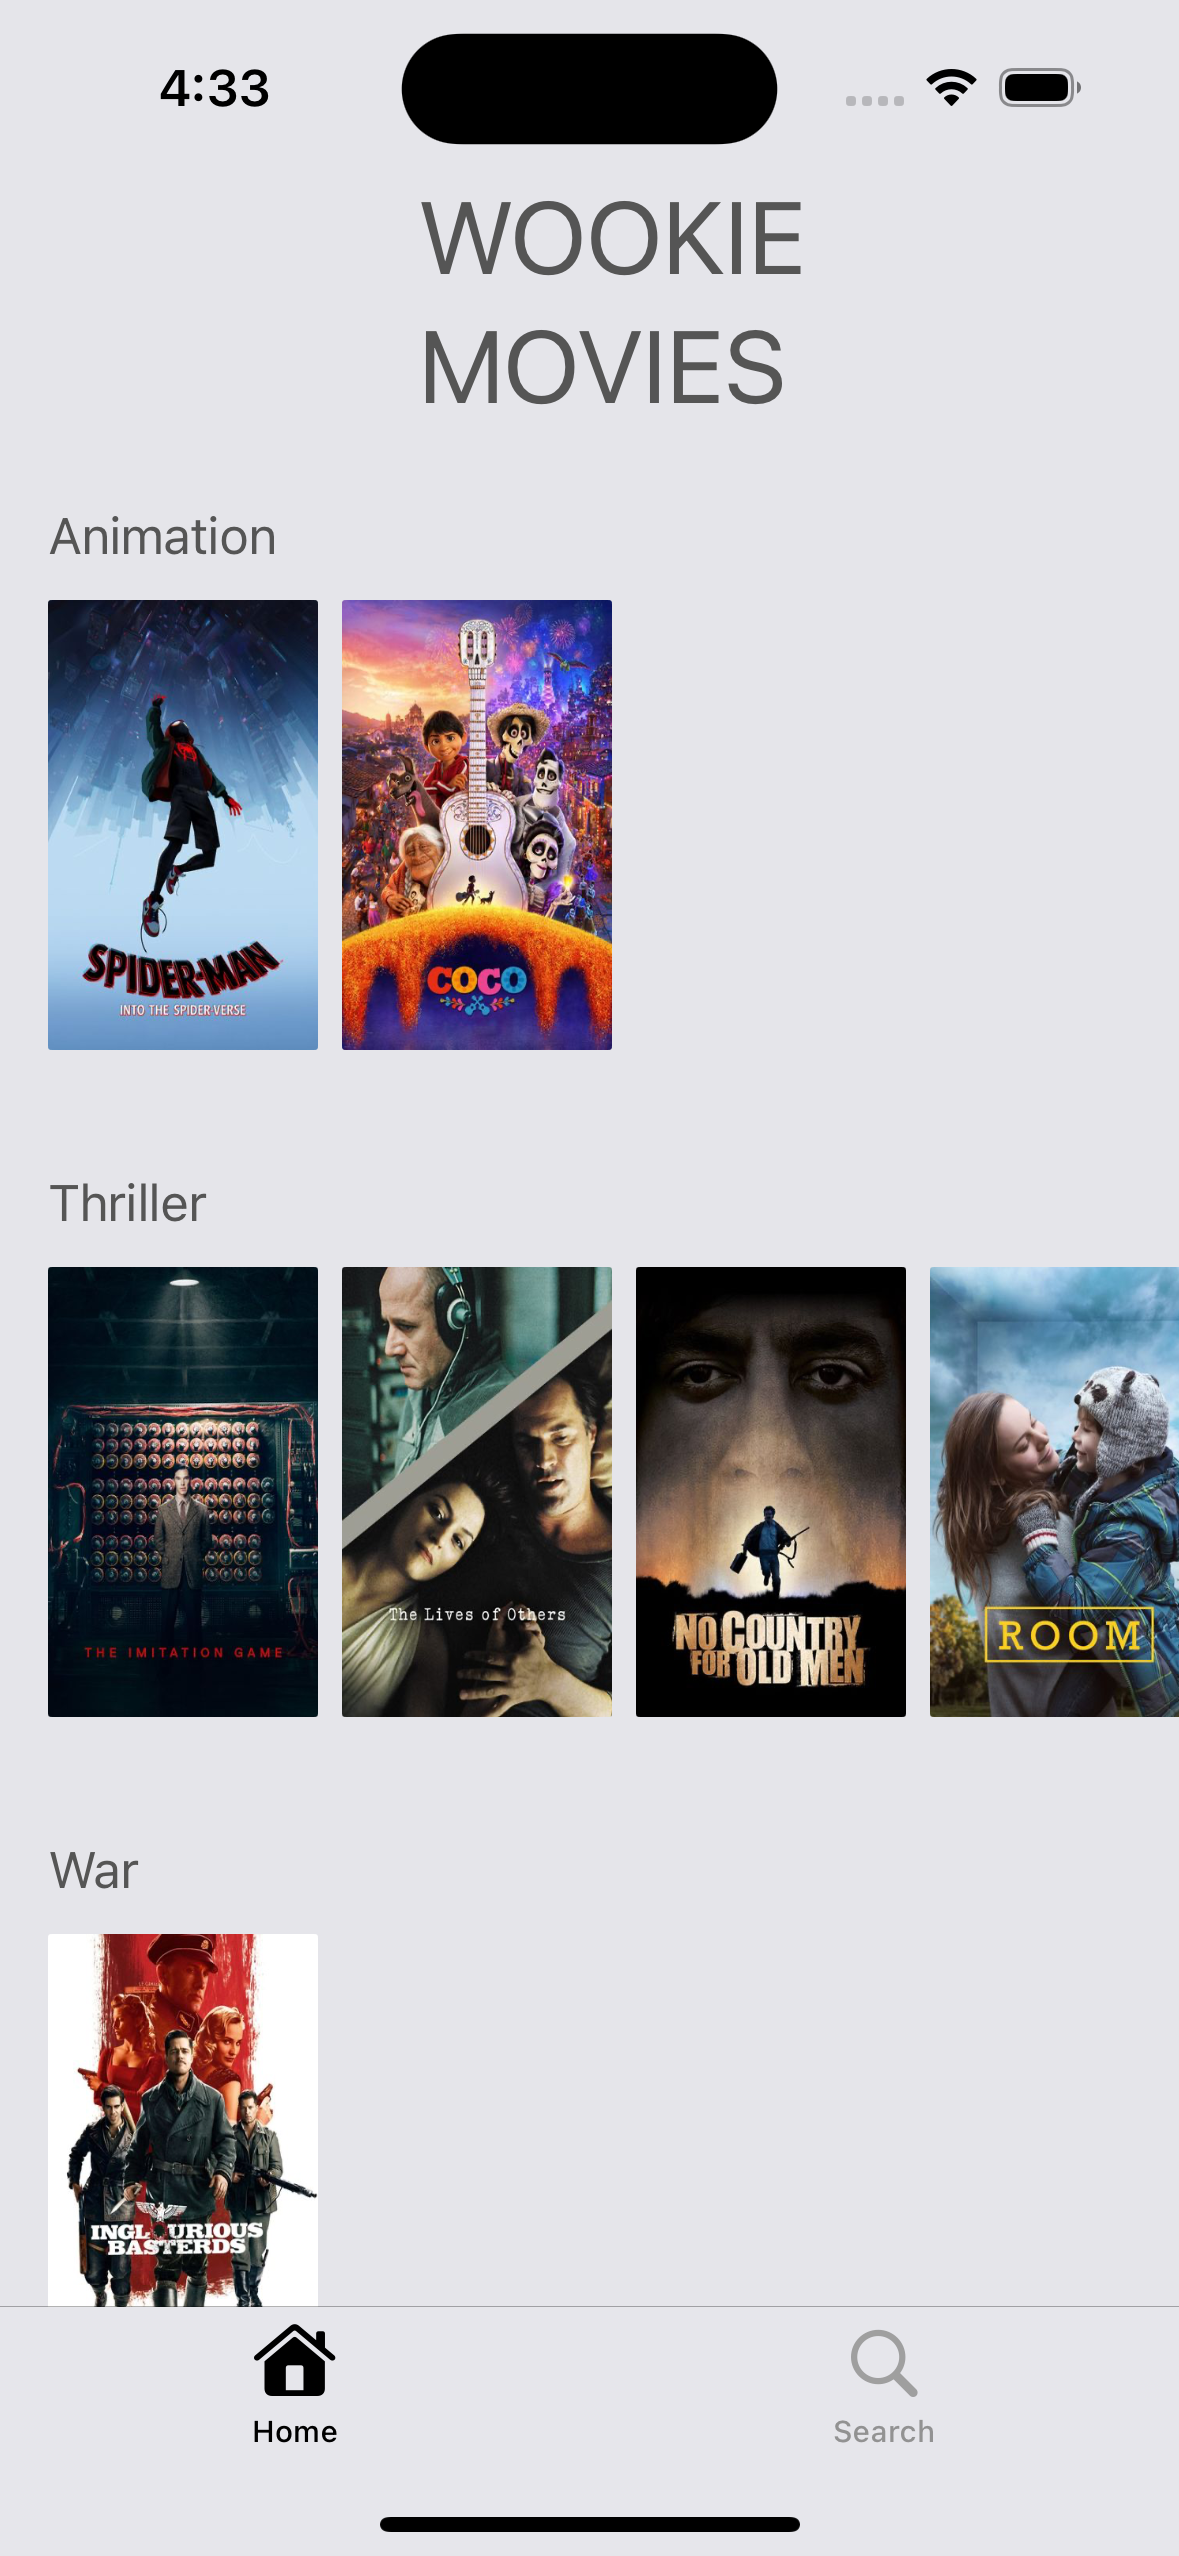 4:33
WOOKIE
MOVIES
Animation
SPIDER-MAN
INTO THE SPIDER-VERSE
COCO
Thriller
THE IMITATION GAME
The Lives of Others
NO COUNTRY
FOR OLD MEN
ROOM
War
INGLOURIOUS
BASTERDS
Home
Search